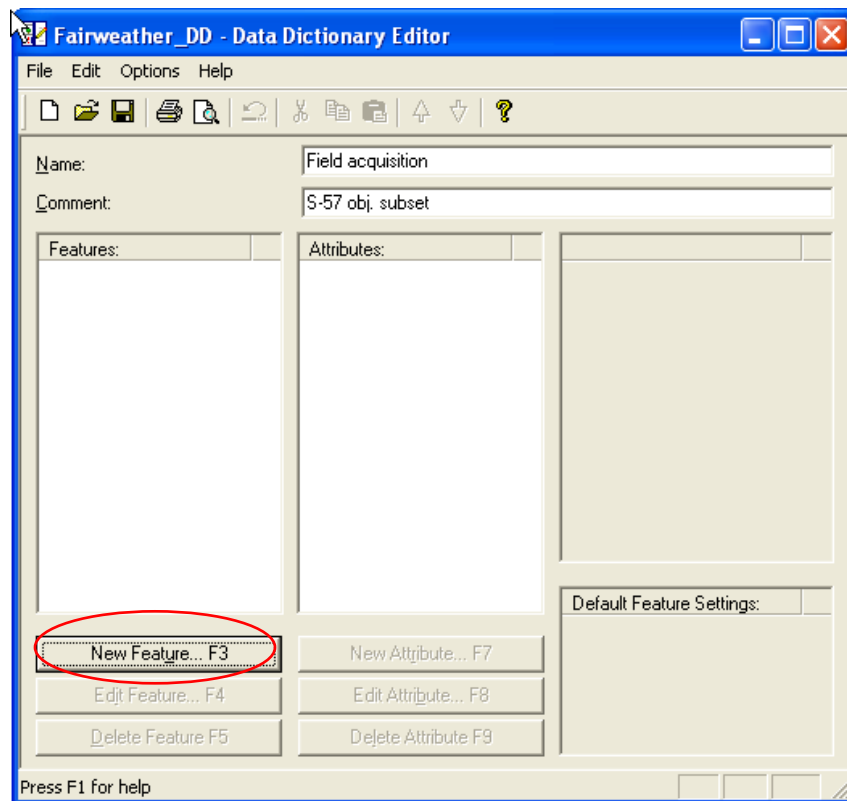 Fairweather_DD - Data Dictionary Editor
File Edit Options Help
Name: Field acquisition
Comment: S-57 obj. subset
Features: Attributes:
Default Feature Settings:
New Feature... F3 New Attribute... F7
Edit Feature... F4 Edit Attribute... F8
Delete Feature F5 Delete Attribute F9
Press F1 for help